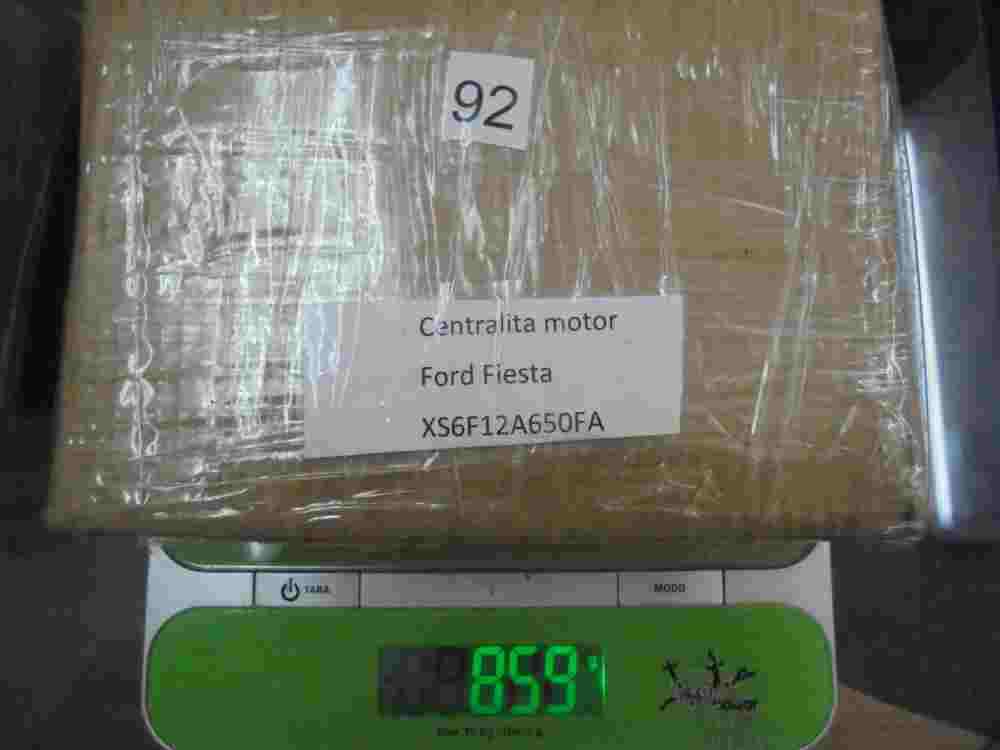 92
Centralita motor
Ford Fiesta
XS6F12A650FA
TARA
MODO
859